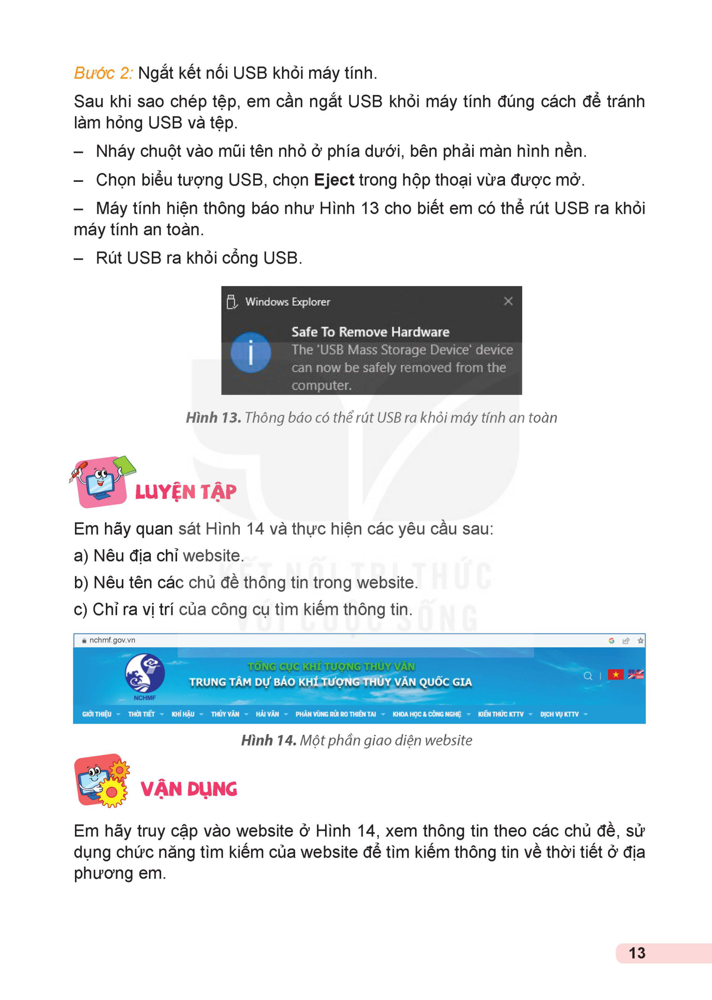 Bước 2: Ngắt kết nối USB khỏi máy tính.
Sau khi sao chép tệp, em cần ngắt USB khỏi máy tính đúng cách để tránh
làm hỏng USB và tệp.
– Nháy chuột vào mũi tên nhỏ ở phía dưới, bên phải màn hình nền.
– Chọn biểu tượng USB, chọn Eject trong hộp thoại vừa được mở.
– Máy tính hiện thông báo như Hình 13 cho biết em có thể rút USB ra khỏi
máy tính an toàn.
– Rút USB ra khỏi cổng USB.
Windows Explorer
Safe To Remove Hardware
The 'USB Mass Storage Device' device
can now be safely removed from the
computer.
Hình 13. Thông báo có thể rút USB ra khỏi máy tính an toàn
LUYỆN TẬP
Em hãy quan sát Hình 14 và thực hiện các yêu cầu sau:
a) Nêu địa chỉ website.
KẾT NỐI TRI THỨC
b) Nêu tên các chủ đề thông tin trong website.
c) Chỉ ra vị trí của công cụ tìm kiếm thông tin.
VỚI CUỘC SỐNG
nchmf.gov.vn
TỔNG CỤC KHÍ TƯỢNG THỦY VĂN
TRUNG TÂM DỰ BÁO KHÍ TƯỢNG THỦY VĂN QUỐC GIA
NCHMF
GIỚI THIỆU THỜI TIẾT KHÍ HẬU THỦY VĂN HẢI VĂN PHÂN VÙNG RỦI RO THIÊN TAI KHOA HỌC & CÔNG NGHỆ KIẾN THỨC KTTV DỊCH VỤ KTTV
Hình 14. Một phần giao diện website
VẬN DỤNG
Em hãy truy cập vào website ở Hình 14, xem thông tin theo các chủ đề, sử
dụng chức năng tìm kiếm của website để tìm kiếm thông tin về thời tiết ở địa
phương em.
13